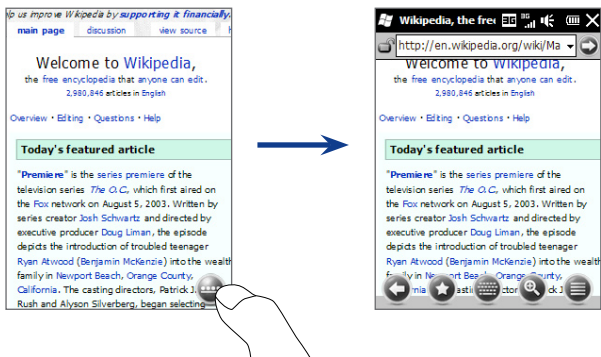 lp us improve Wikipedia by supporting it financially.
main page discussion view source
Welcome to Wikipedia,
the free encyclopedia that anyone can edit.
2,980,846 articles in English
Overview · Editing · Questions · Help
Today's featured article
"Premiere" is the series premiere of the
television series The O.C, which first aired on
the Fox network on August 5, 2003. Written by
series creator Josh Schwartz and directed by
executive producer Doug Liman, the episode
depicts the introduction of troubled teenager
Ryan Atwood (Benjamin McKenzie) into the wealth
family in Newport Beach, Orange County,
California. The casting directors, Patrick J.
Rush and Alyson Silverberg, began selecting
Wikipedia, the free
http://en.wikipedia.org/wiki/Ma
Welcome to Wikipedia,
the free encyclopedia that anyone can edit.
2,980,846 articles in English
Overview · Editing · Questions · Help
Today's featured article
"Premiere" is the series premiere of the
television series The O.C, which first aired on
the Fox network on August 5, 2003. Written by
series creator Josh Schwartz and directed by
executive producer Doug Liman, the episode
depicts the introduction of troubled teenager
Ryan Atwood (Benjamin McKenzie) into the wealth